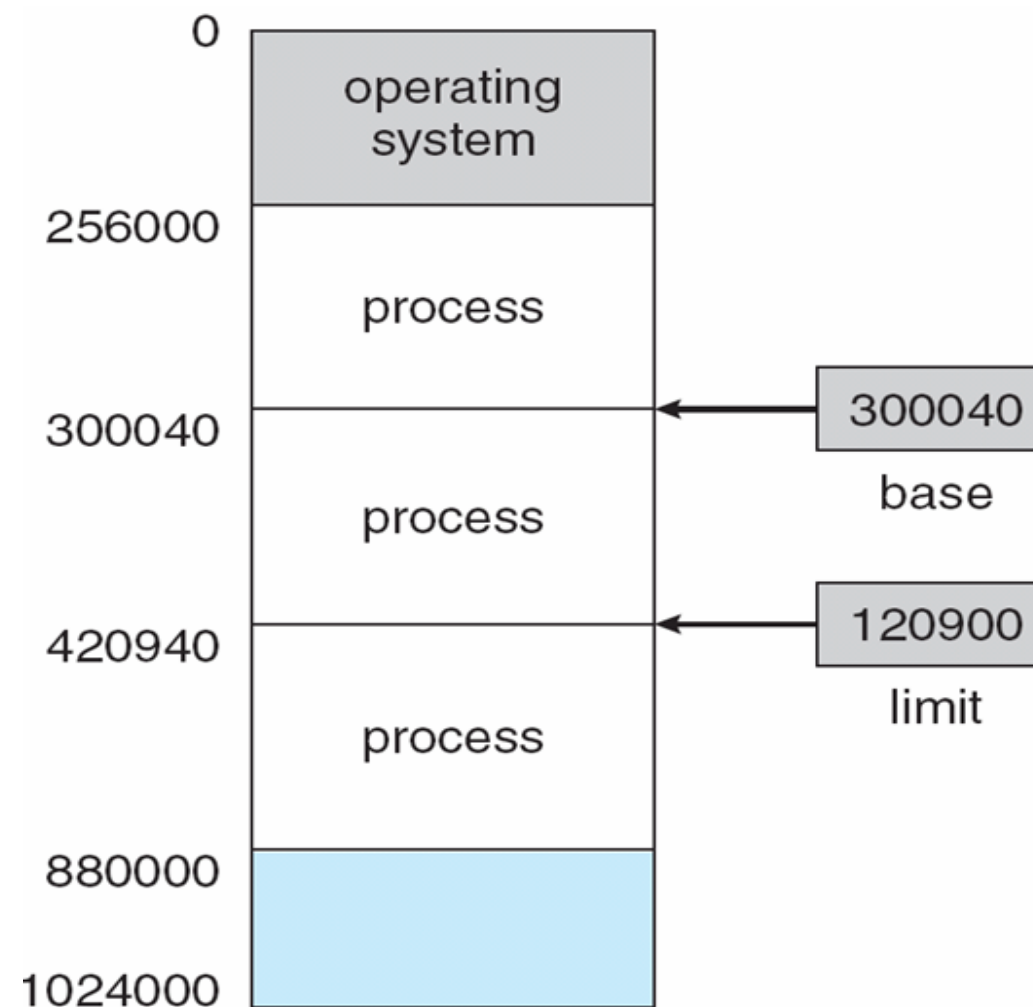 0
operating
system
256000
process
300040
300040
base
process
120900
420940
limit
process
880000
1024000